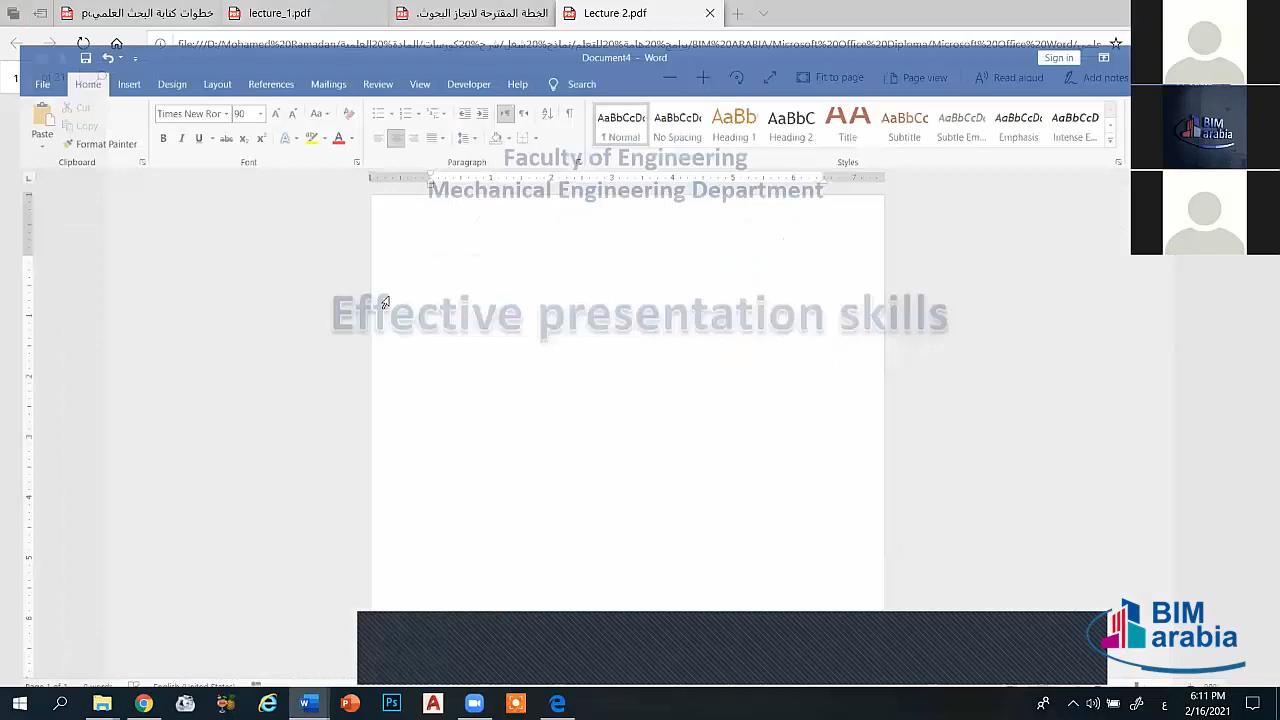 خطوات كتابة البحث العلمي.p
lecture_1.pdf
الخطة المقترحة لانجاز البحوث.
Lecture 2.pdf
Document4 - Word
Sign in
File Home Insert Design Layout References Mailings Review View Developer Help Search
Fit to page Page view Read aloud Add notes
Cut
Copy
Paste
Format Painter
Times New Ror 90
AaBbCcDc AaBbCcDc AaBb AaBbC AA AaBbCc AaBbCcDc AaBbCcDc AaBbCcD
¶ Normal No Spacing Heading 1 Heading 2 Title Subtitle Subtle Em... Emphasis Intense E...
Clipboard Font Paragraph Styles
Faculty of Engineering
Mechanical Engineering Department
Effective presentation skills
BIM arabia
BIM
arabia
English (United States)
6:11 PM
2/16/2021